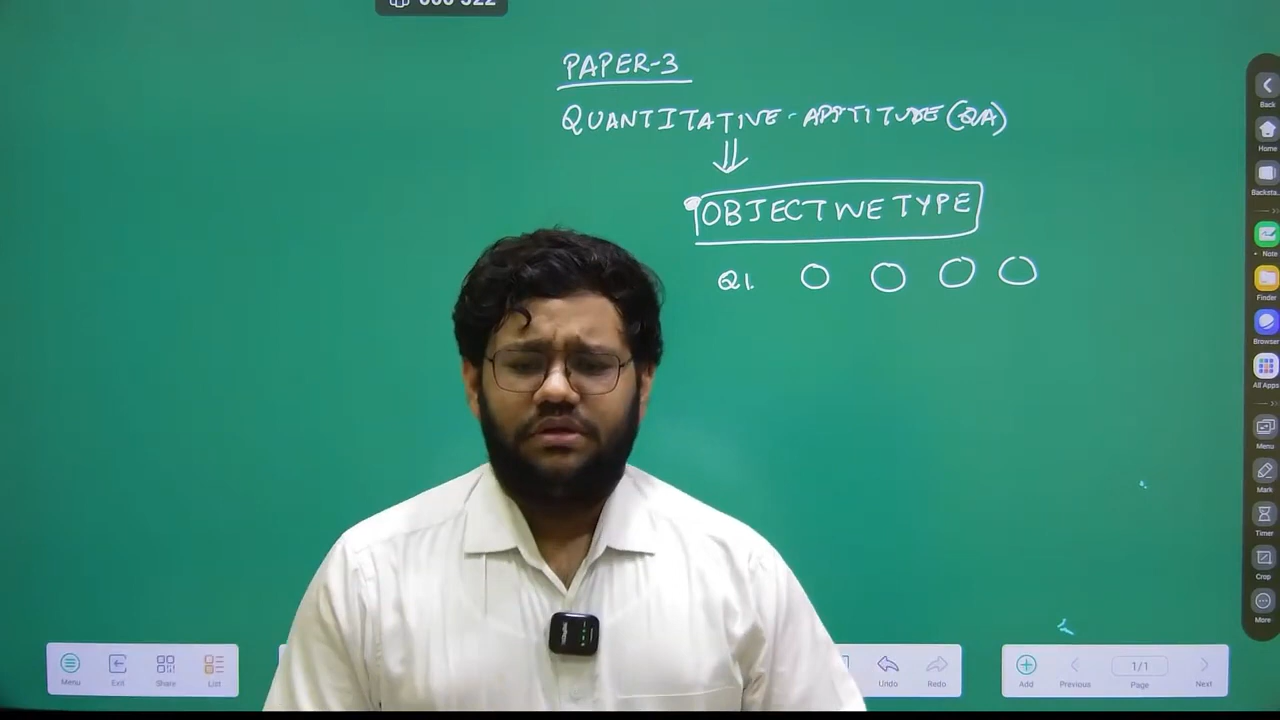 PAPER-3
QUANTITATIVE-APTITUDE(QA)
OBJECTIVE TYPE
Q1.
Back
Home
Note
Finder
Browser
All Apps
Menu
Mark
Timer
Crop
More
Menu
Exit
Share
List
Undo
Redo
Add
Previous
1/1
Page
Next